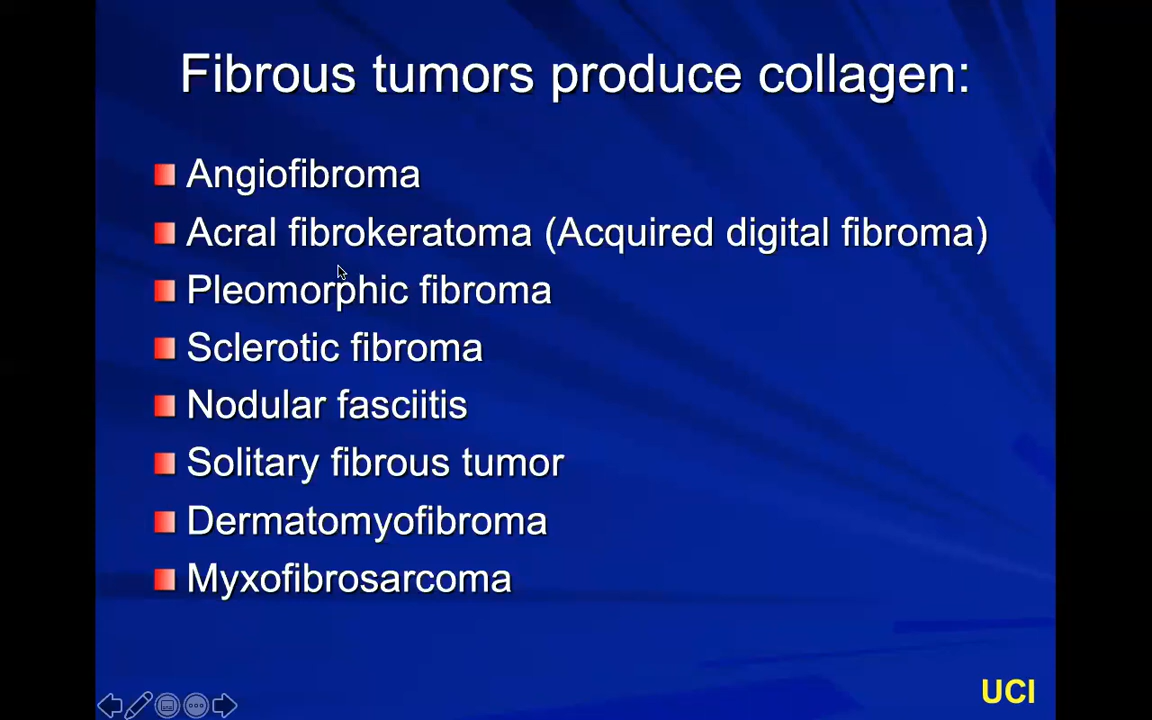 Fibrous tumors produce collagen:
Angiofibroma
Acral fibrokeratoma (Acquired digital fibroma)
Pleomorphic fibroma
Sclerotic fibroma
Nodular fasciitis
Solitary fibrous tumor
Dermatomyofibroma
Myxofibrosarcoma
UCI